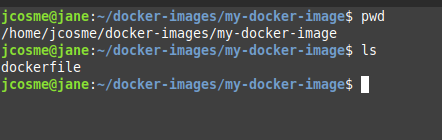 jcosme@jane:~/docker-images/my-docker-image$ pwd
/home/jcosme/docker-images/my-docker-image
jcosme@jane:~/docker-images/my-docker-image$ ls
dockerfile
jcosme@jane:~/docker-images/my-docker-image$